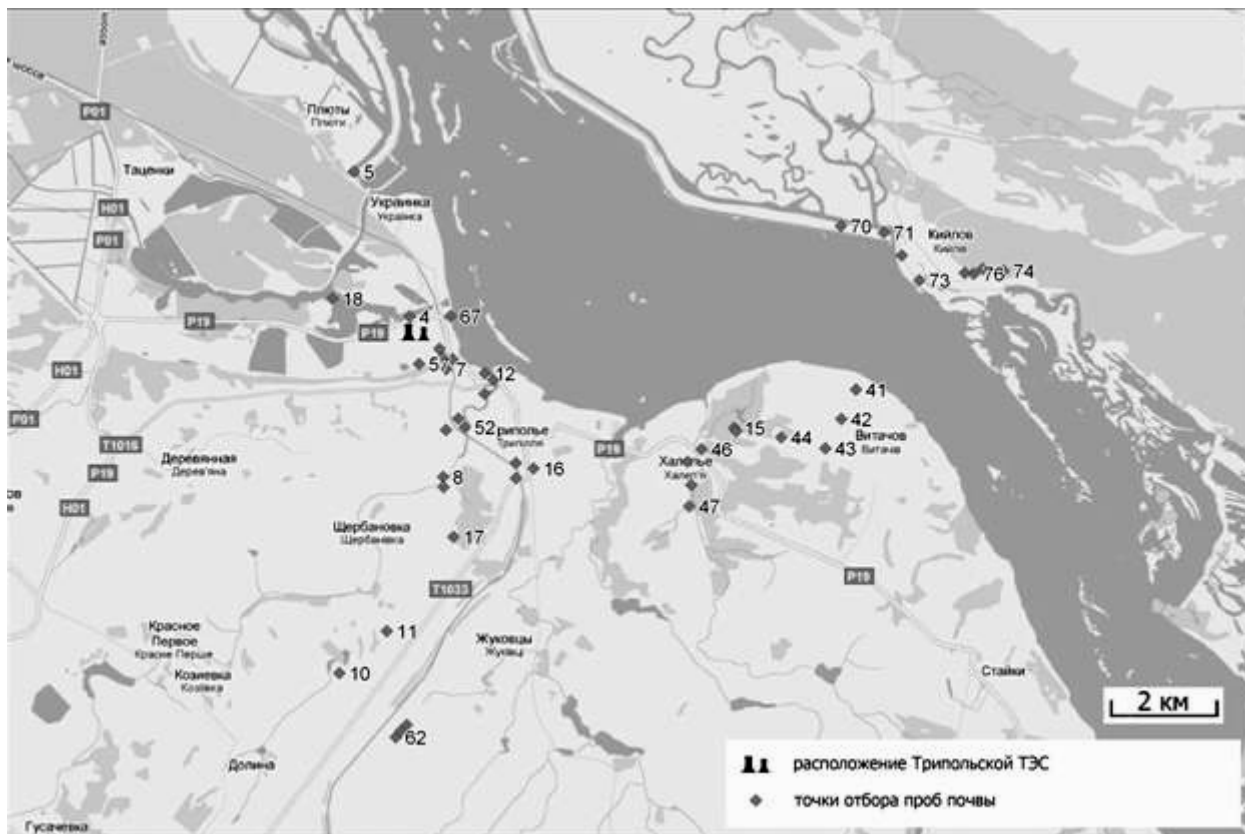 шоссе
шоссе
P01
Плюты
Плюти
Таценки
5
Украинка
Українка
H01
P01
70
71
Кийлов
Кийлів
73
76
74
18
4
67
P19
P19
5
7
12
H01
41
P01
T1016
52
риполье
Трипілля
P19
15
42
44
43
Витачов
Витачів
46
Деревянная
Дерев'яна
P19
16
Халепье
Халеп'я
8
ов
H01
47
Щербановка
Щербанівка
17
P19
T1033
11
Красное
Первое
Красне Перше
Жуковцы
Жуківці
Козиевка
Козіївка
10
Стайки
2 км
62
Долина
расположение Трипольской ТЭС
точки отбора проб почвы
Гусачевка